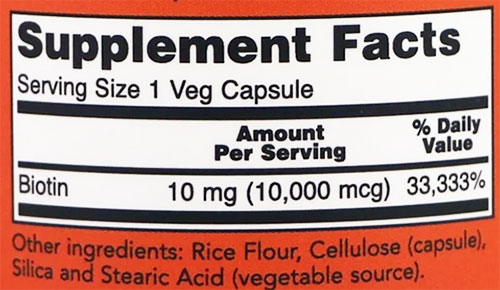 Supplement Facts
Serving Size 1 Veg Capsule
Amount Per Serving
% Daily Value
Biotin 10 mg (10,000 mcg) 33,333%
Other ingredients: Rice Flour, Cellulose (capsule),
Silica and Stearic Acid (vegetable source).